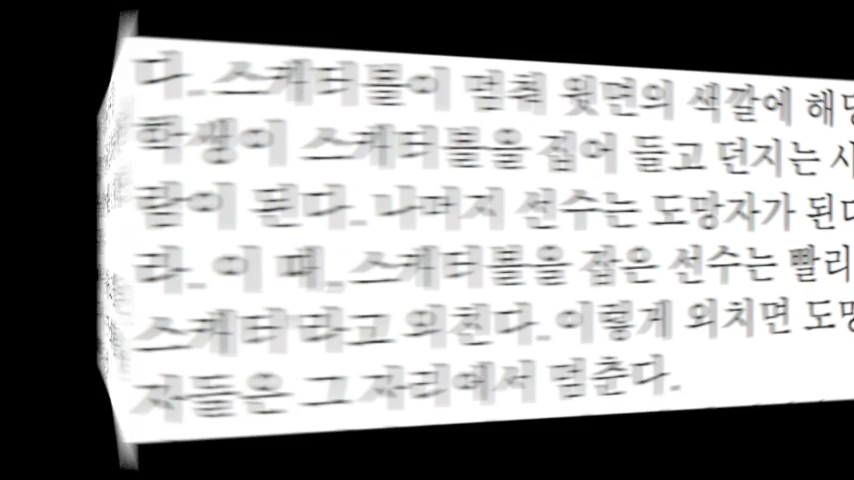 다. 스캐터볼이 멈춰 윗면의 색깔에 해당
학생이 스캐터볼을 집어 들고 던지는 사
람이 된다. 나머지 선수는 도망자가 된다
라. 이 때, 스캐터볼을 잡은 선수는 빨리
스캐터라고 외친다. 이렇게 외치면 도망
자들은 그 자리에서 멈춘다.